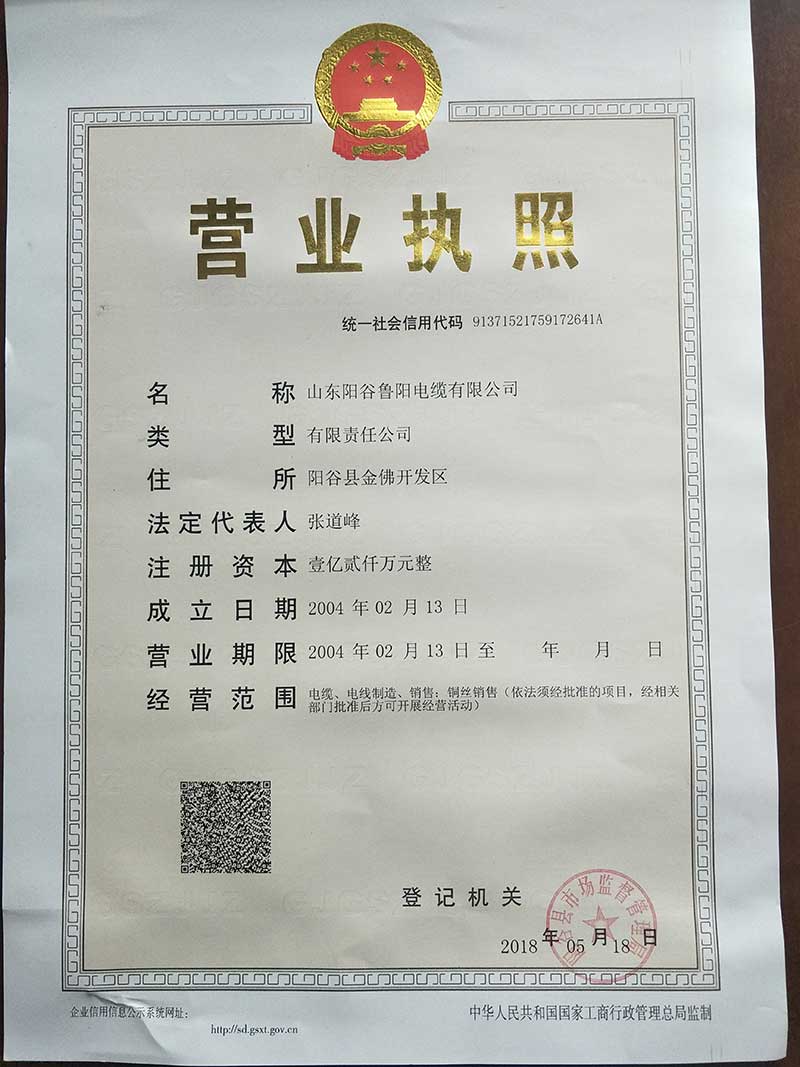 营业执照
统一社会信用代码 91371521759172641A
名称 山东阳谷鲁阳电缆有限公司
类型 有限责任公司
住所 阳谷县金佛开发区
法定代表人 张道峰
注册资本 壹亿贰仟万元整
成立日期 2004 年 02 月 13 日
营业期限 2004 年 02 月 13 日 至 年 月 日
经营范围 电缆、电线制造、销售；铜丝销售（依法须经批准的项目，经相关
部门批准后方可开展经营活动）
登记机关
阳谷县市场监督管理局
2018 年 05 月 18 日
企业信用信息公示系统网址：
http://sd.gsxt.gov.cn
中华人民共和国国家工商行政管理总局监制